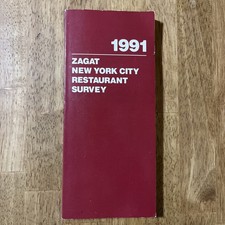 1991
ZAGAT
NEW YORK CITY
RESTAURANT
SURVEY